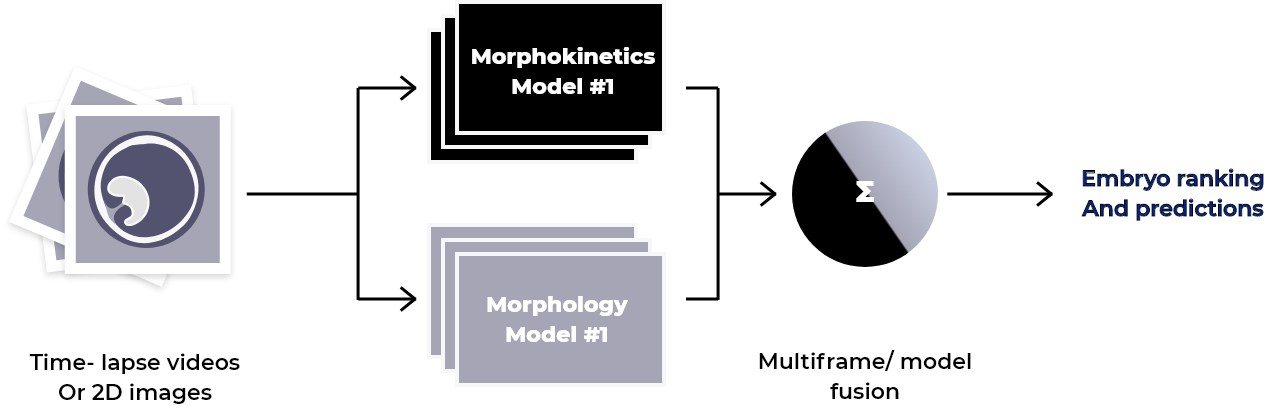 Time- lapse videos
Or 2D images
Morphokinetics
Model #1
Morphology
Model #1
Σ
Multiframe/ model
fusion
Embryo ranking
And predictions